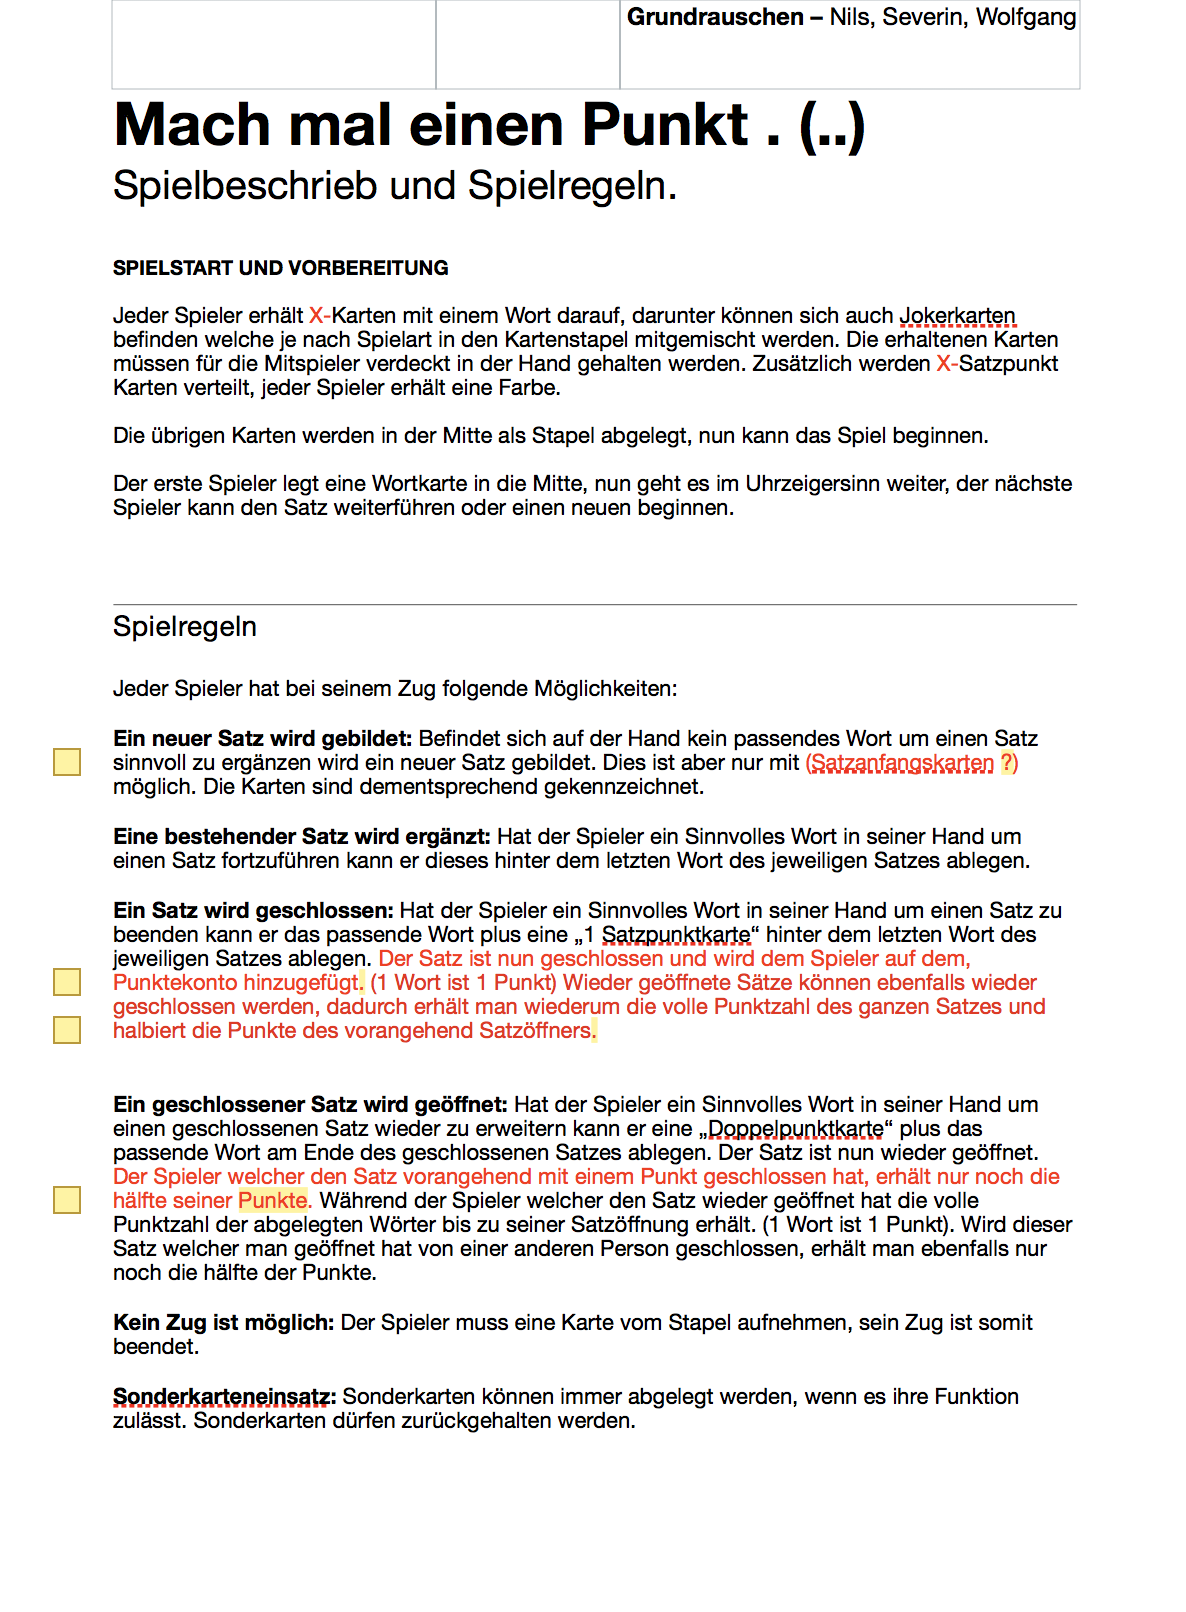 Grundrauschen – Nils, Severin, Wolfgang
Mach mal einen Punkt . (..)
Spielbeschrieb und Spielregeln.
SPIELSTART UND VORBEREITUNG
Jeder Spieler erhält X-Karten mit einem Wort darauf, darunter können sich auch Jokerkarten
befinden welche je nach Spielart in den Kartenstapel mitgemischt werden. Die erhaltenen Karten
müssen für die Mitspieler verdeckt in der Hand gehalten werden. Zusätzlich werden X-Satzpunkt
Karten verteilt, jeder Spieler erhält eine Farbe.
Die übrigen Karten werden in der Mitte als Stapel abgelegt, nun kann das Spiel beginnen.
Der erste Spieler legt eine Wortkarte in die Mitte, nun geht es im Uhrzeigersinn weiter, der nächste
Spieler kann den Satz weiterführen oder einen neuen beginnen.
Spielregeln
Jeder Spieler hat bei seinem Zug folgende Möglichkeiten:
Ein neuer Satz wird gebildet: Befindet sich auf der Hand kein passendes Wort um einen Satz
sinnvoll zu ergänzen wird ein neuer Satz gebildet. Dies ist aber nur mit (Satzanfangskarten ?)
möglich. Die Karten sind dementsprechend gekennzeichnet.
Eine bestehender Satz wird ergänzt: Hat der Spieler ein Sinnvolles Wort in seiner Hand um
einen Satz fortzuführen kann er dieses hinter dem letzten Wort des jeweiligen Satzes ablegen.
Ein Satz wird geschlossen: Hat der Spieler ein Sinnvolles Wort in seiner Hand um einen Satz zu
beenden kann er das passende Wort plus eine „1 Satzpunktkarte“ hinter dem letzten Wort des
jeweiligen Satzes ablegen. Der Satz ist nun geschlossen und wird dem Spieler auf dem,
Punktekonto hinzugefügt. (1 Wort ist 1 Punkt) Wieder geöffnete Sätze können ebenfalls wieder
geschlossen werden, dadurch erhält man wiederum die volle Punktzahl des ganzen Satzes und
halbiert die Punkte des vorangehend Satzöffners.
Ein geschlossener Satz wird geöffnet: Hat der Spieler ein Sinnvolles Wort in seiner Hand um
einen geschlossenen Satz wieder zu erweitern kann er eine „Doppelpunktkarte“ plus das
passende Wort am Ende des geschlossenen Satzes ablegen. Der Satz ist nun wieder geöffnet.
Der Spieler welcher den Satz vorangehend mit einem Punkt geschlossen hat, erhält nur noch die
hälfte seiner Punkte. Während der Spieler welcher den Satz wieder geöffnet hat die volle
Punktzahl der abgelegten Wörter bis zu seiner Satzöffnung erhält. (1 Wort ist 1 Punkt). Wird dieser
Satz welcher man geöffnet hat von einer anderen Person geschlossen, erhält man ebenfalls nur
noch die hälfte der Punkte.
Kein Zug ist möglich: Der Spieler muss eine Karte vom Stapel aufnehmen, sein Zug ist somit
beendet.
Sonderkarteneinsatz: Sonderkarten können immer abgelegt werden, wenn es ihre Funktion
zulässt. Sonderkarten dürfen zurückgehalten werden.